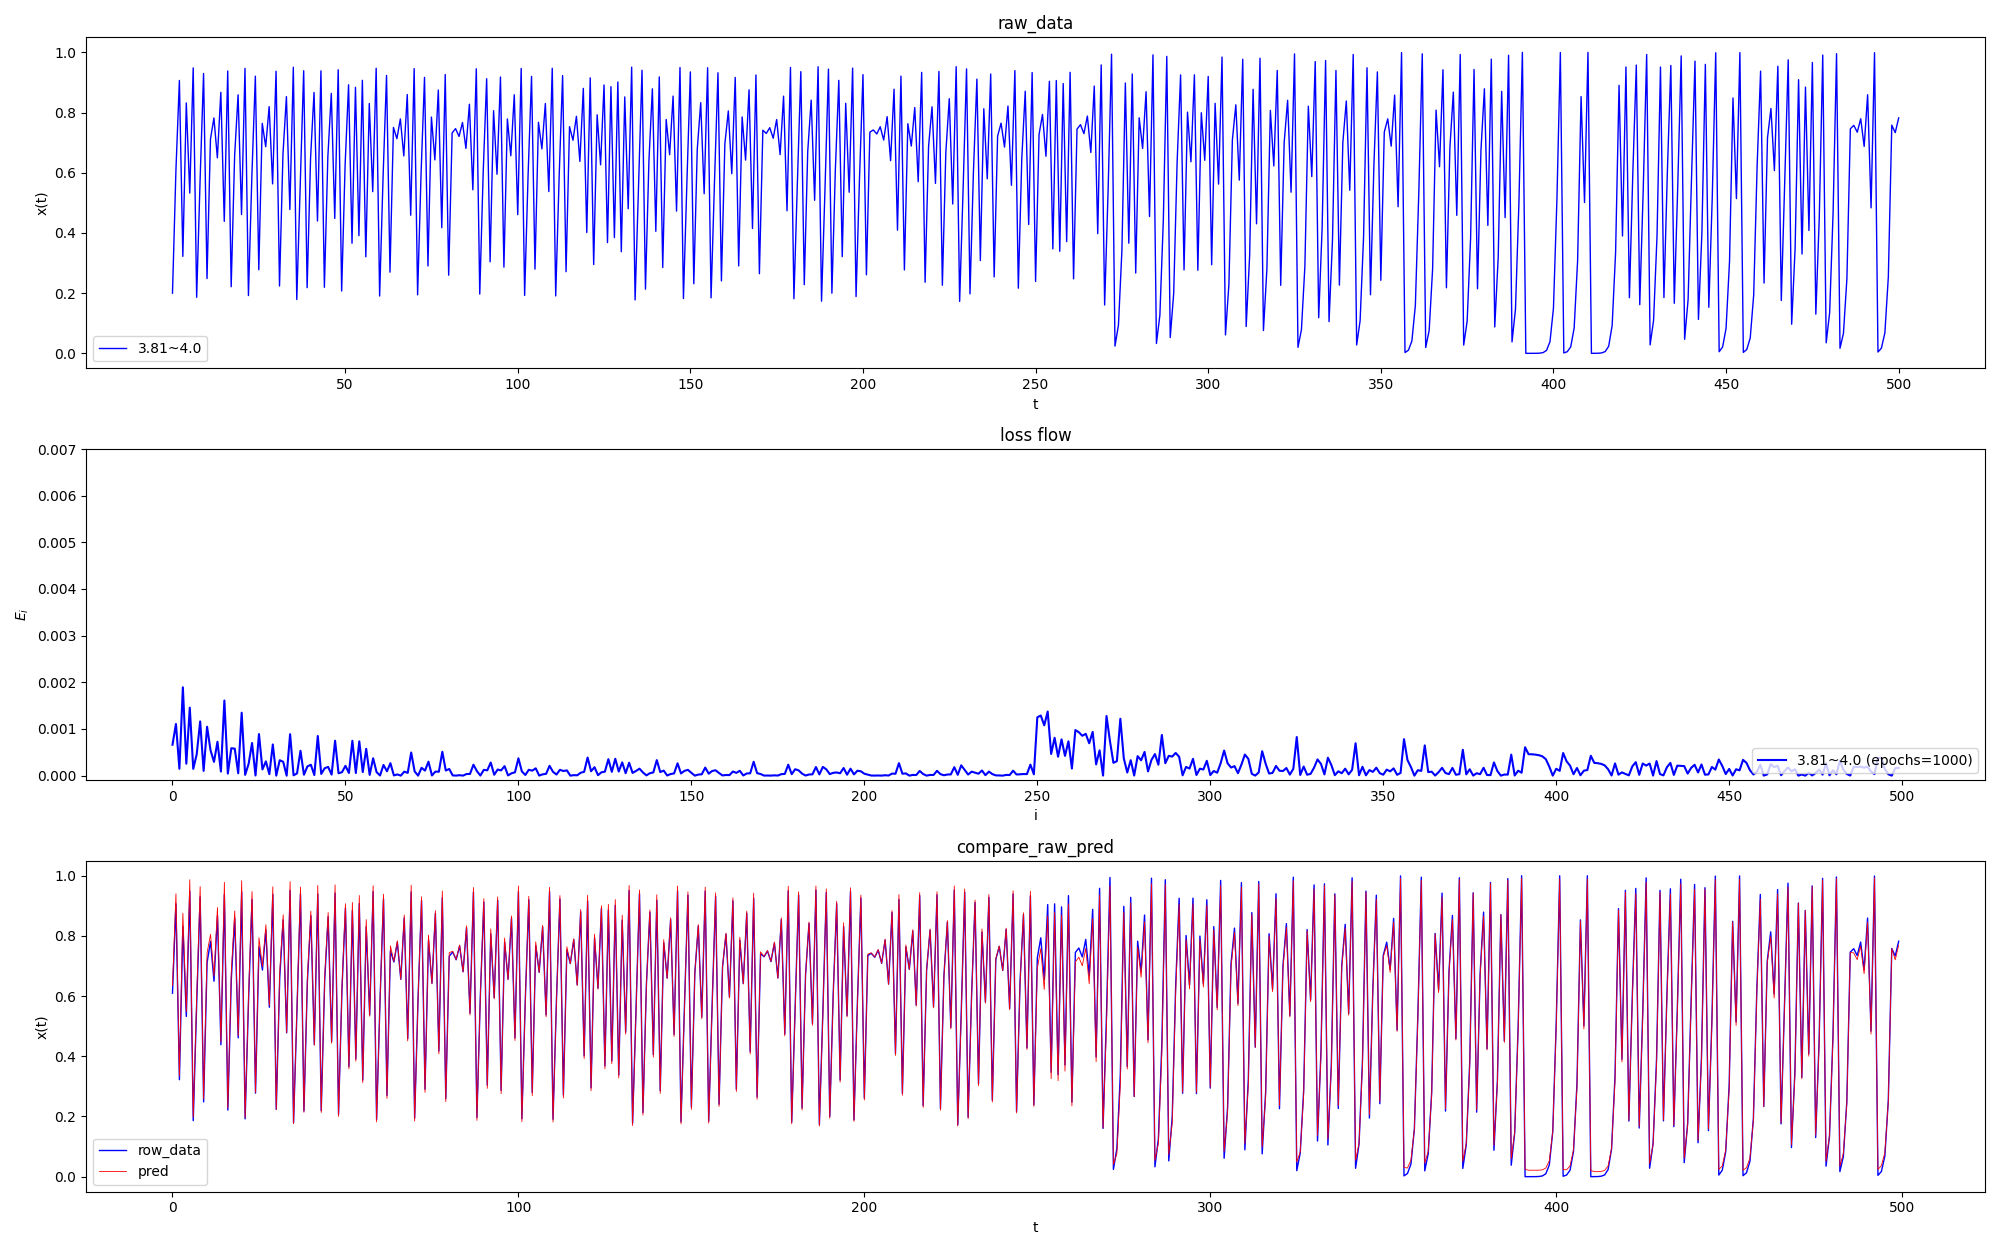 raw_data
1.0
0.8
0.6
0.4
0.2
0.0
x(t)
3.81~4.0
50 100 150 200 250 300 350 400 450 500
t
loss flow
0.007
0.006
0.005
0.004
0.003
0.002
0.001
0.000
E_i
3.81~4.0 (epochs=1000)
0 50 100 150 200 250 300 350 400 450 500
i
compare_raw_pred
1.0
0.8
0.6
0.4
0.2
0.0
x(t)
row_data
pred
0 100 200 300 400 500
t